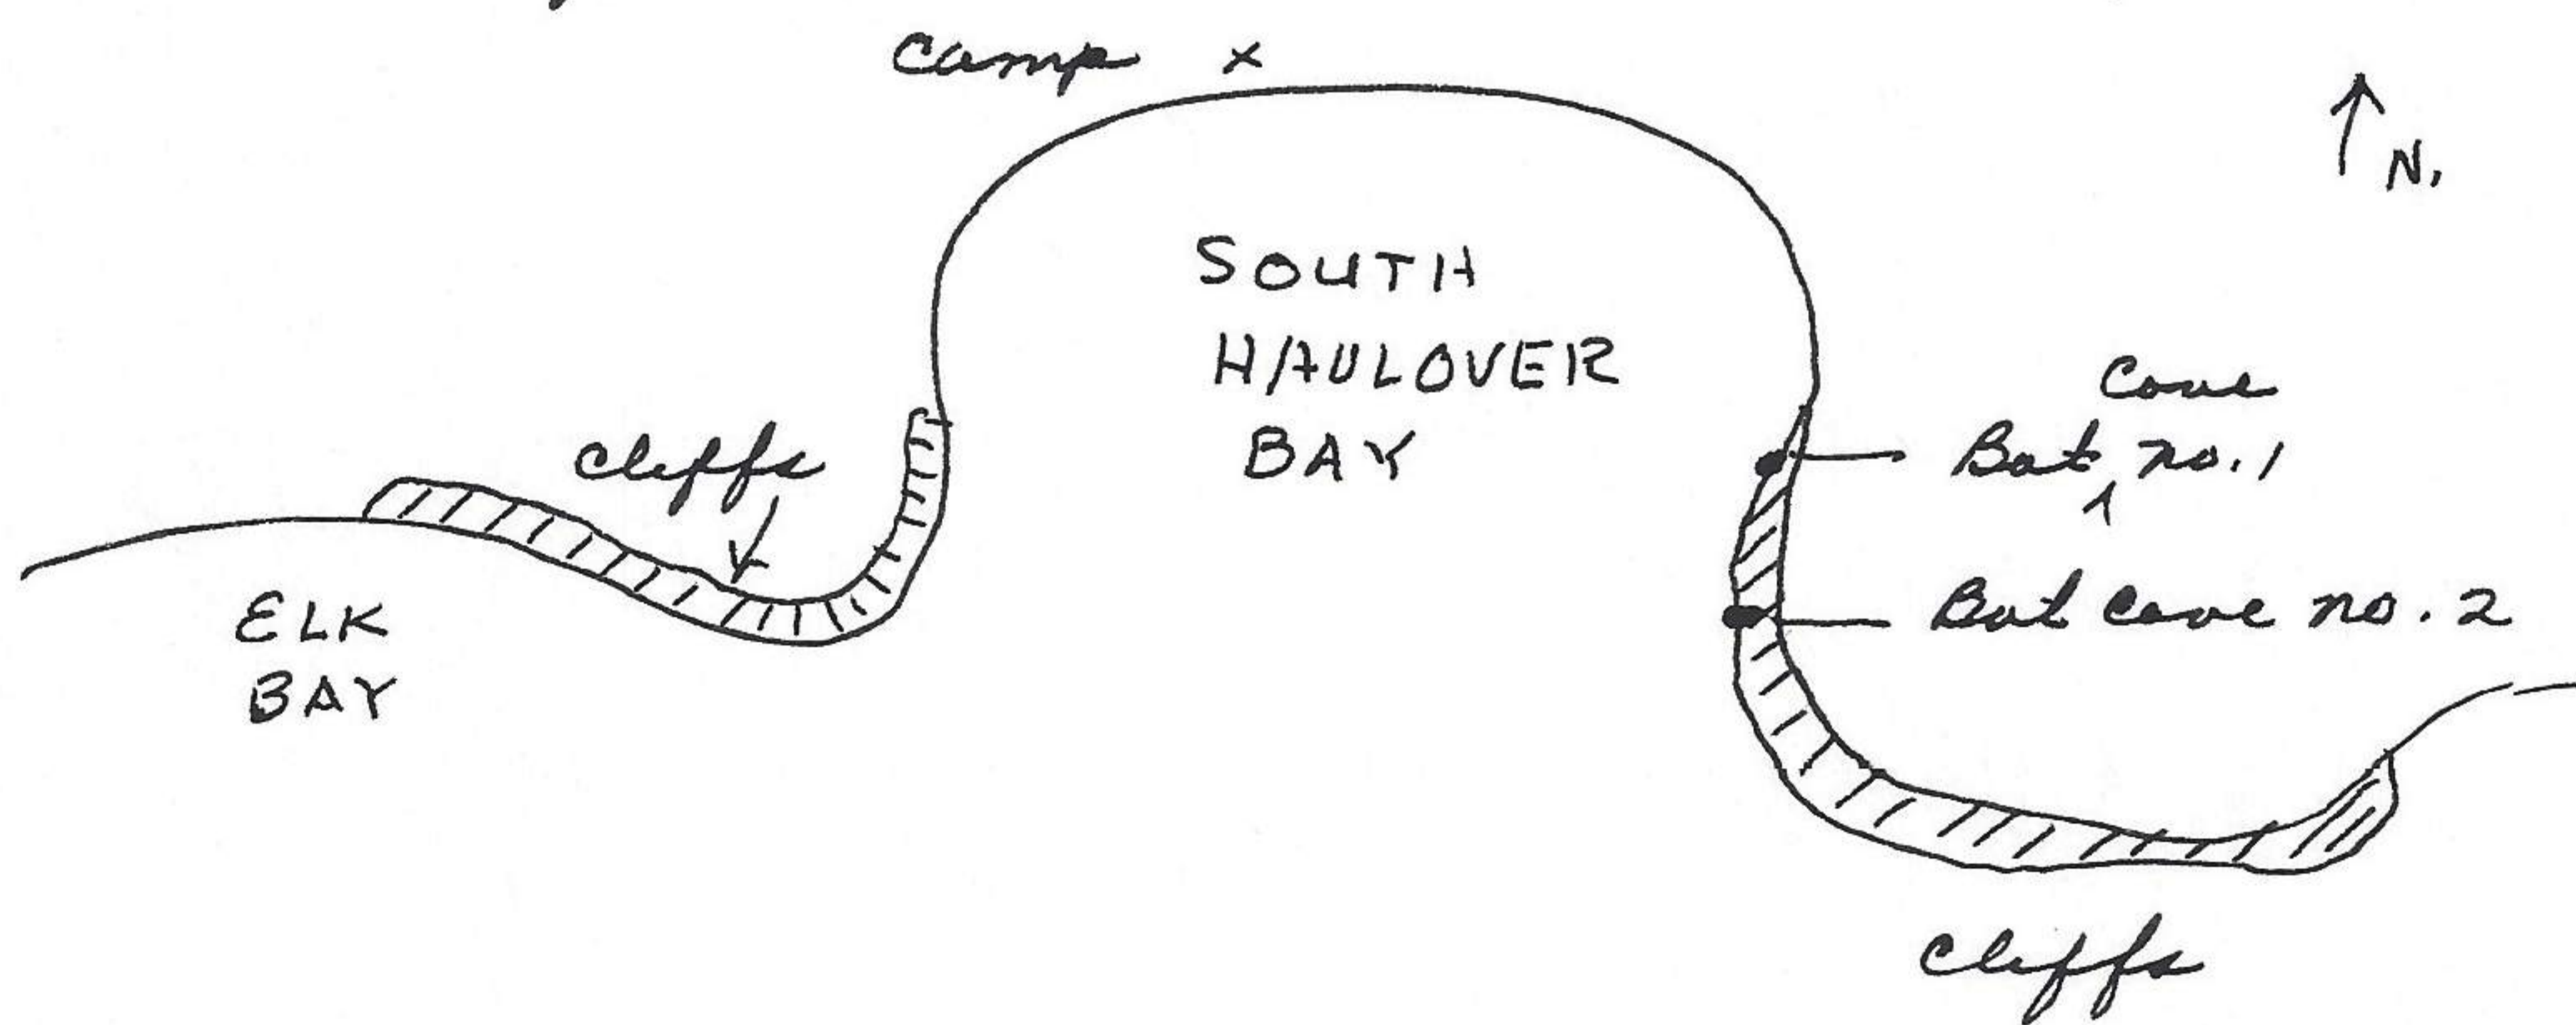 camp x
N.
SOUTH
HAULOVER
BAY
cliffs
Bat cave no. 1
Bat cave no. 2
ELK
BAY
cliffs